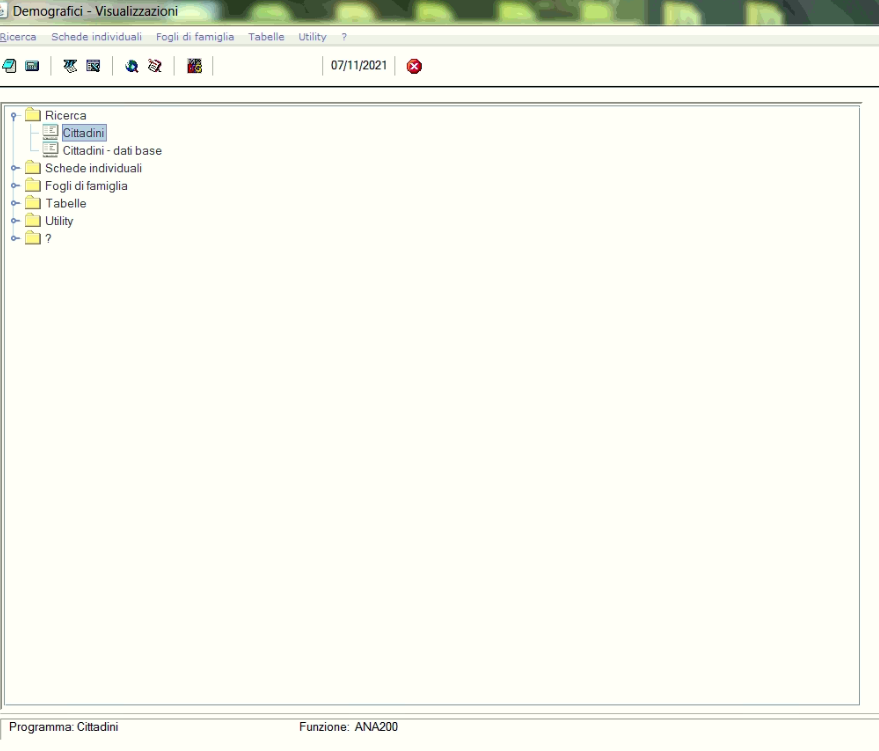 Demografici - Visualizzazioni
Ricerca Schede individuali Fogli di famiglia Tabelle Utility ?
07/11/2021
Ricerca
Cittadini
Cittadini - dati base
Schede individuali
Fogli di famiglia
Tabelle
Utility
?
Programma: Cittadini Funzione: ANA200